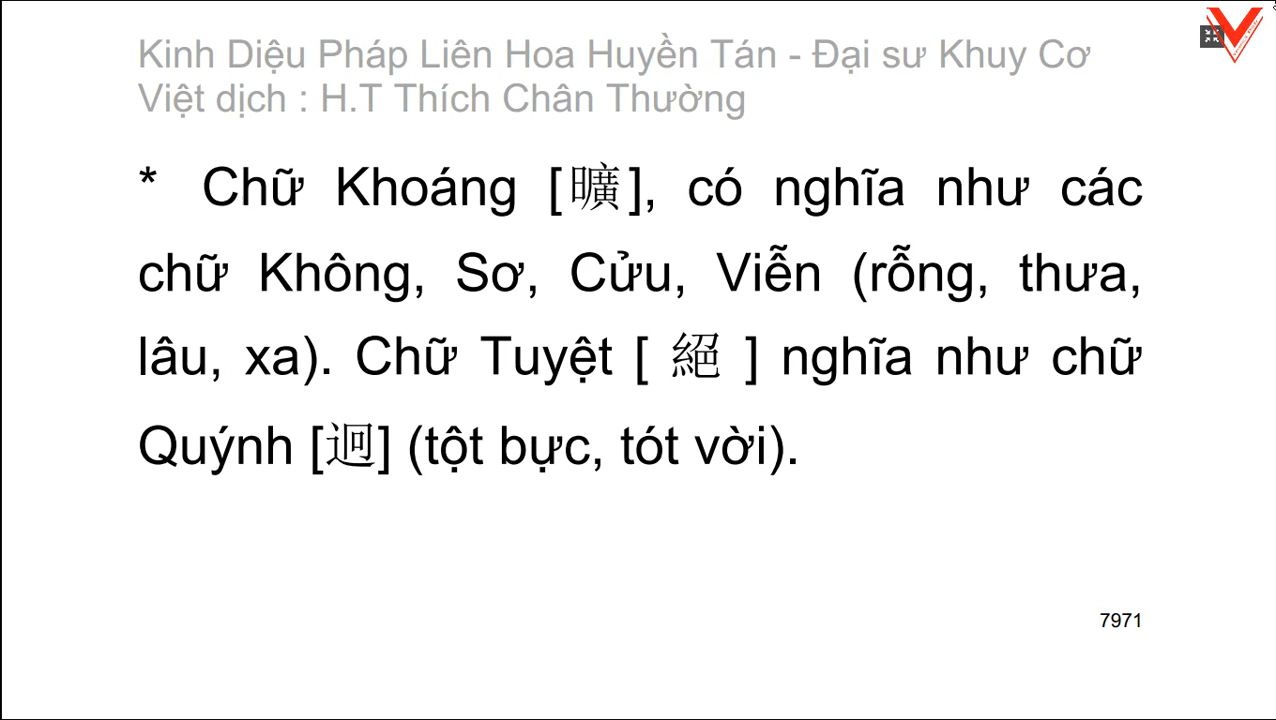 Kinh Diệu Pháp Liên Hoa Huyền Tán - Đại sư Khuy Cơ
Việt dịch : H.T Thích Chân Thường
* Chữ Khoáng [曠], có nghĩa như các
chữ Không, Sơ, Cửu, Viễn (rỗng, thưa,
lâu, xa). Chữ Tuyệt [ 絕 ] nghĩa như chữ
Quýnh [迥] (tột bực, tót vời).
7971